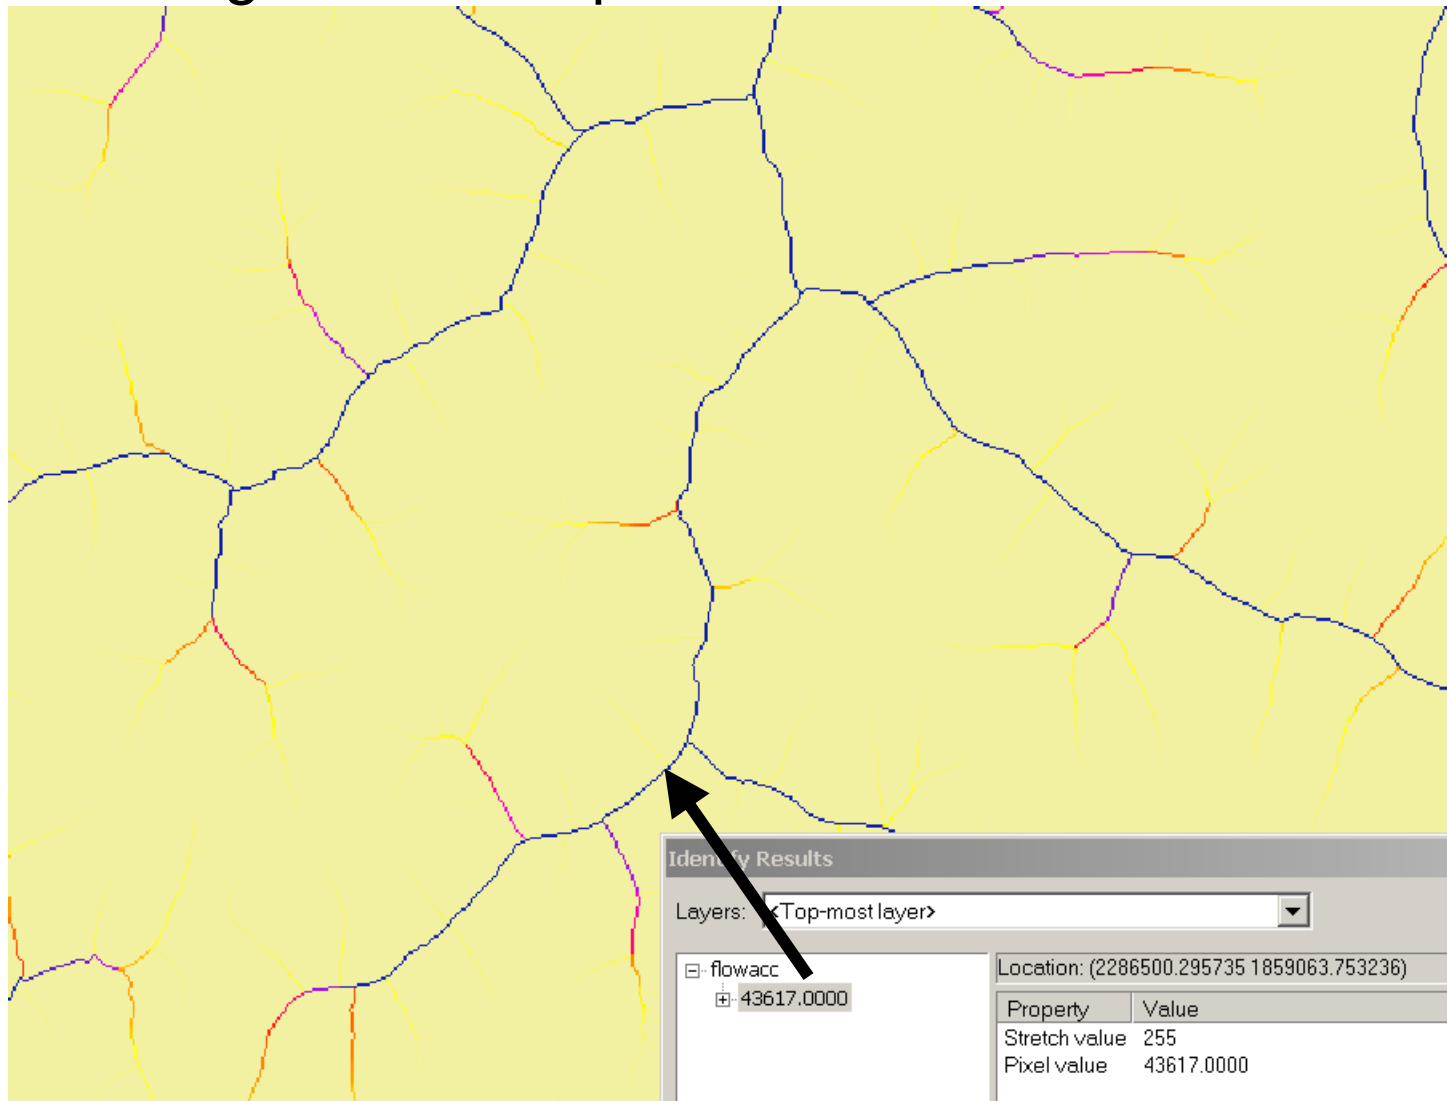 Identify Results
Layers: <Top-most layer>
flowacc
43617.0000
Location: (2286500.295735 1859063.753236)
Property Value
Stretch value 255
Pixel value 43617.0000